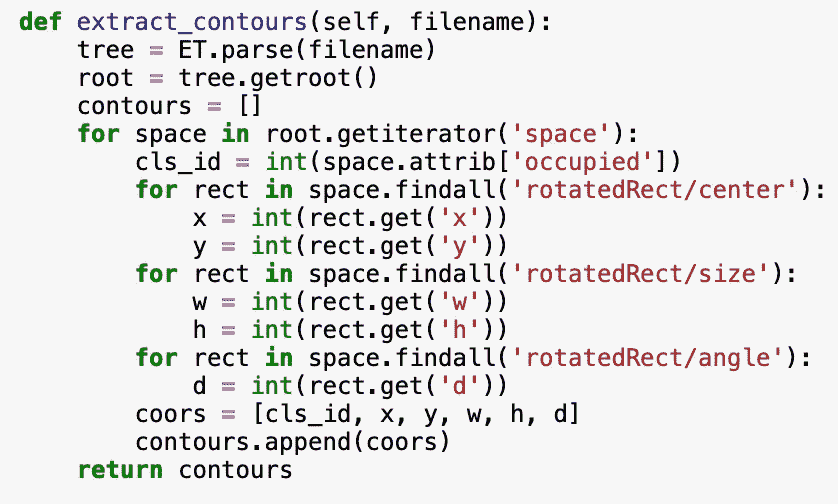 def extract_contours(self, filename):
    tree = ET.parse(filename)
    root = tree.getroot()
    contours = []
    for space in root.getiterator('space'):
        cls_id = int(space.attrib['occupied'])
        for rect in space.findall('rotatedRect/center'):
            x = int(rect.get('x'))
            y = int(rect.get('y'))
        for rect in space.findall('rotatedRect/size'):
            w = int(rect.get('w'))
            h = int(rect.get('h'))
        for rect in space.findall('rotatedRect/angle'):
            d = int(rect.get('d'))
        coors = [cls_id, x, y, w, h, d]
        contours.append(coors)
    return contours